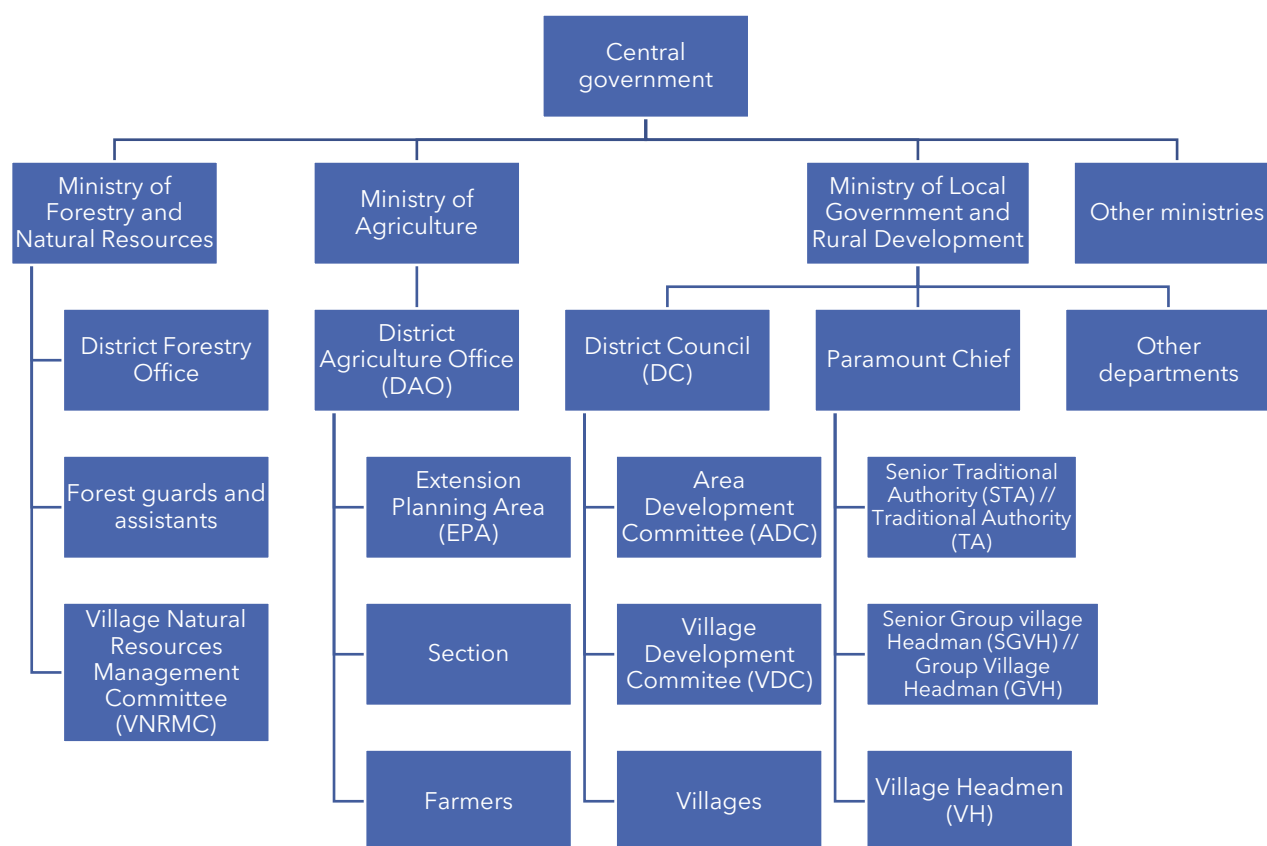 Central
government
Ministry of
Forestry and
Natural Resources
Ministry of
Agriculture
Ministry of Local
Government and
Rural Development
Other ministries
District Forestry
Office
District
Agriculture Office
(DAO)
District Council
(DC)
Paramount Chief
Other
departments
Forest guards and
assistants
Extension
Planning Area
(EPA)
Area
Development
Committee (ADC)
Senior Traditional
Authority (STA) //
Traditional Authority
(TA)
Village Natural
Resources
Management
Committee
(VNRMC)
Section
Village
Development
Commitee (VDC)
Senior Group village
Headman (SGVH) //
Group Village
Headman (GVH)
Farmers
Villages
Village Headmen
(VH)